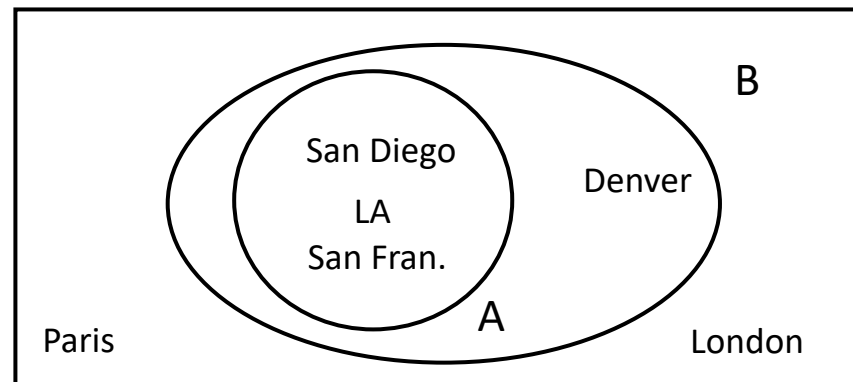 B
San Diego
Denver
LA
San Fran.
A
Paris
London